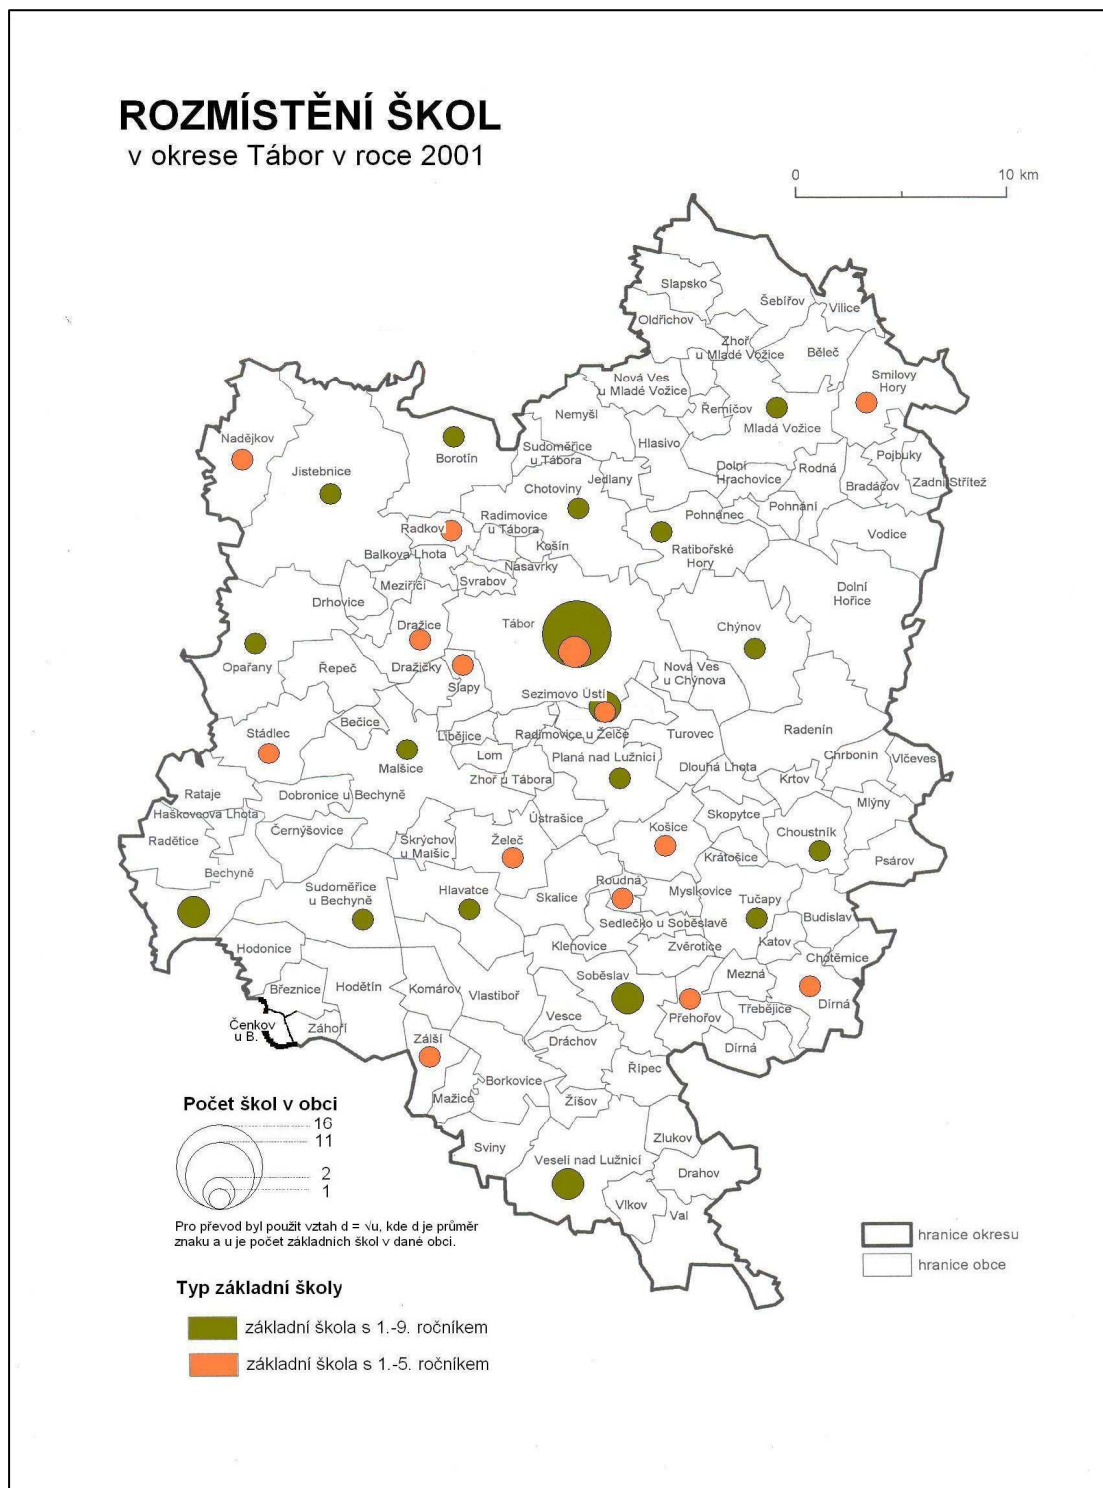 ROZMÍSTĚNÍ ŠKOL
v okrese Tábor v roce 2001
0
10 km
Slapsko
Šebířov
Vilice
Oldřichov
Zhoř
u Mladé Vožice
Běleč
Smilovy
Hory
Nová Ves
u Mladé Vožice
Řemíčov
Mladá Vožice
Nemyšl
Hlasivo
Nadějkov
Jistebnice
Borotín
Sudoměřice
u Tábora
Jedlany
Chotoviny
Dolní
Hrachovice
Rodná
Pojbuky
Bradáčov
Zadní Střítež
Pohnání
Pohnánec
Vodice
Radkov
Radimovice
u Tábora
Košín
Ratibořské
Hory
Balkova Lhota
Nasavrky
Meziříčí
Svrabov
Dolní
Hořice
Drhovice
Dražice
Tábor
Chýnov
Opařany
Řepeč
Dražičky
Slapy
Nová Ves
u Chýnova
Sezimovo Ústí
Bečice
Stádlec
Libějice
Radimovice u Želče
Turovec
Radenín
Malšice
Lom
Planá nad Lužnicí
Dlouhá Lhota
Chrbonín
Vlčeves
Zhoř u Tábora
Krtov
Rataje
Dobronice u Bechyně
Mlýny
Haškovcova Lhota
Ústrašice
Skopytce
Radětice
Černýšovice
Skrýchov
u Malšic
Želeč
Košice
Choustník
Krátošice
Psárov
Bechyně
Sudoměřice
u Bechyně
Hlavatce
Skalice
Roudná
Myslkovice
Tučapy
Sedlečko u Soběslavě
Budislav
Hodonice
Klenovice
Zvěrotice
Katov
Chotěmice
Březnice
Hodětín
Komárov
Vlastiboř
Soběslav
Mezná
Vesce
Přehořov
Třebějice
Dírná
Čenkov
u B.
Záhoří
Zálší
Dráchov
Dírná
Řípec
Borkovice
Mažice
Žíšov
Sviny
Zlukov
Veselí nad Lužnicí
Drahov
Vlkov
Val
Počet škol v obci
16
11
2
1
Pro převod byl použit vztah d = √u, kde d je průměr
znaku a u je počet základních škol v dané obci.
hranice okresu
hranice obce
Typ základní školy
základní škola s 1.-9. ročníkem
základní škola s 1.-5. ročníkem